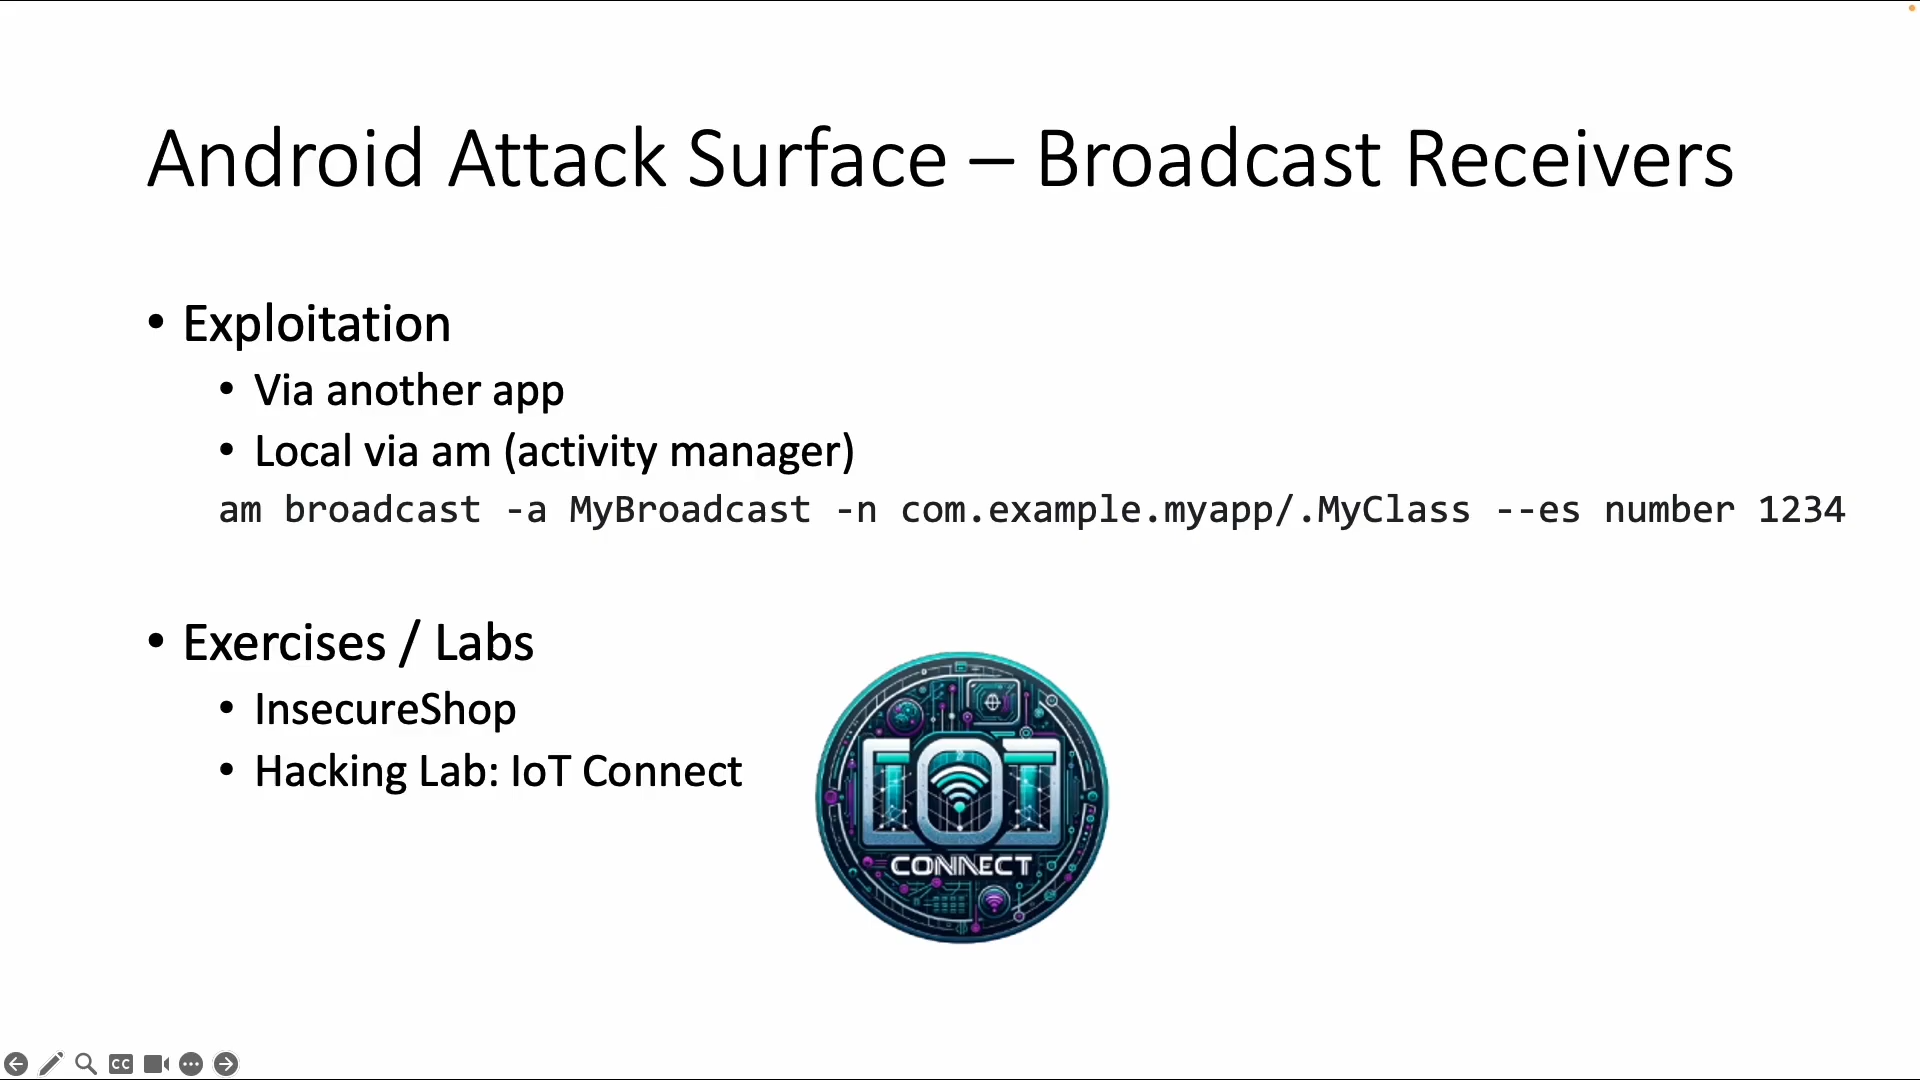 Android Attack Surface – Broadcast Receivers
• Exploitation
• Via another app
• Local via am (activity manager)
am broadcast -a MyBroadcast -n com.example.myapp/.MyClass --es number 1234
• Exercises / Labs
• InsecureShop
• Hacking Lab: IoT Connect
IOT
CONNECT
CC